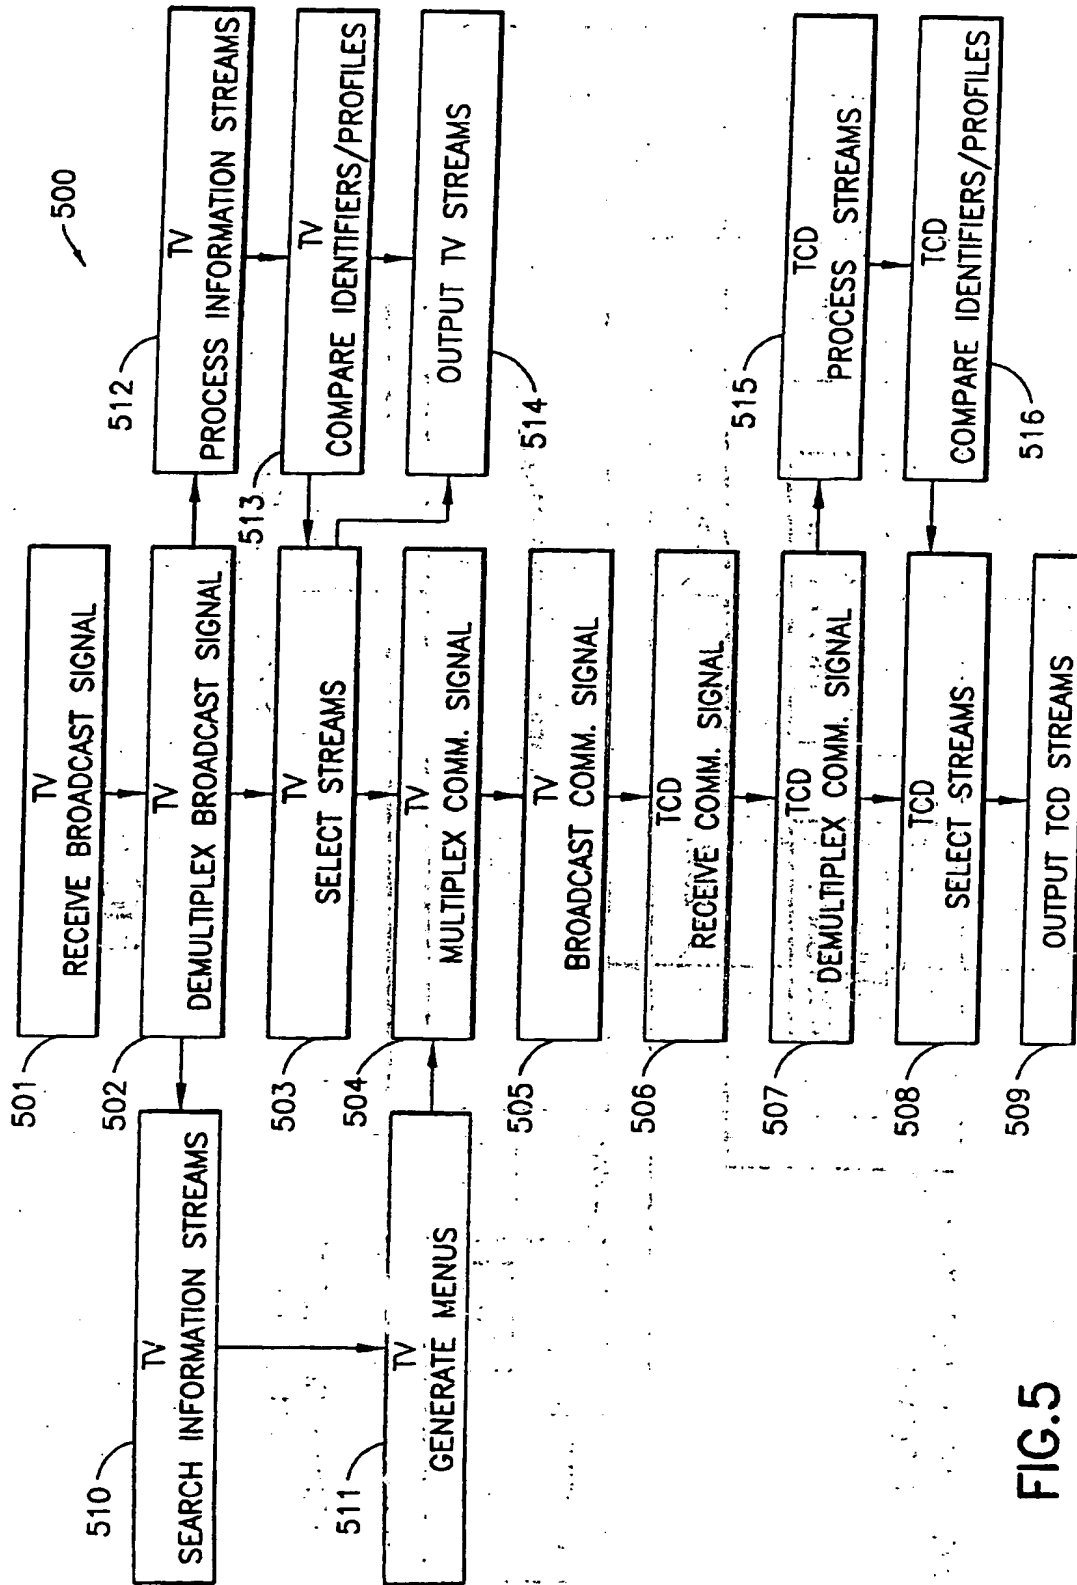 500
501
TV
RECEIVE BROADCAST SIGNAL
502
TV
DEMULTIPLEX BROADCAST SIGNAL
503
TV
SELECT STREAMS
504
TV
MULTIPLEX COMM. SIGNAL
505
TV
BROADCAST COMM. SIGNAL
506
TCD
RECEIVE COMM. SIGNAL
507
TCD
DEMULTIPLEX COMM. SIGNAL
508
TCD
SELECT STREAMS
509
OUTPUT TCD STREAMS
510
TV
SEARCH INFORMATION STREAMS
511
TV
GENERATE MENUS
512
TV
PROCESS INFORMATION STREAMS
513
TV
COMPARE IDENTIFIERS/PROFILES
514
OUTPUT TV STREAMS
515
TCD
PROCESS STREAMS
516
TCD
COMPARE IDENTIFIERS/PROFILES
FIG.5